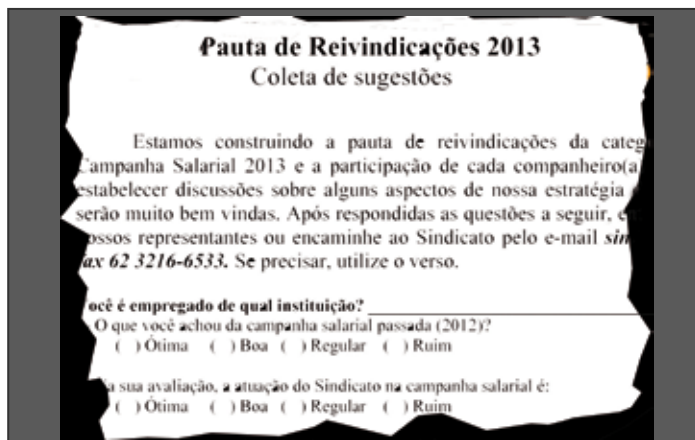 Pauta de Reivindicações 2013
Coleta de sugestões
Estamos construindo a pauta de reivindicações da categ
Campanha Salarial 2013 e a participação de cada companheiro(a
estabelecer discussões sobre alguns aspectos de nossa estratégia
serão muito bem vindas. Após respondidas as questões a seguir,
nossos representantes ou encaminhe ao Sindicato pelo e-mail sin
fax 62 3216-6533. Se precisar, utilize o verso.
ocê é empregado de qual instituição?
O que você achou da campanha salarial passada (2012)?
( ) Ótima ( ) Boa ( ) Regular ( ) Ruim
a sua avaliação, a atuação do Sindicato na campanha salarial é:
( ) Ótima ( ) Boa ( ) Regular ( ) Ruim